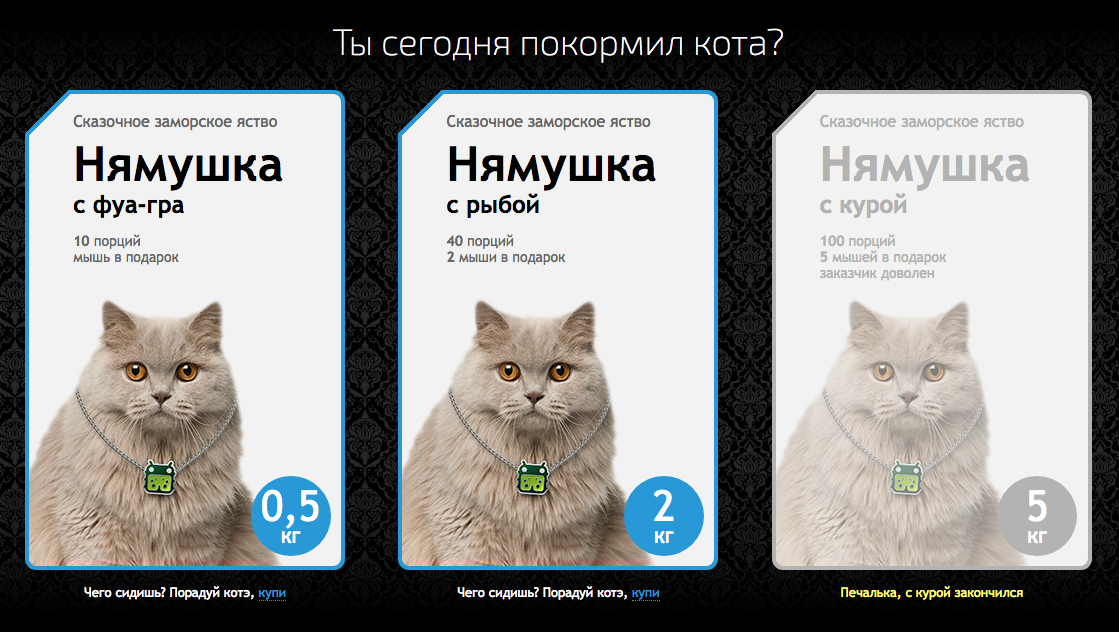 Ты сегодня покормил кота?
Сказочное заморское яство
Нямушка
с фуа-гра
10 порций
мышь в подарок
0,5
кг
Чего сидишь? Порадуй котэ, купи
Сказочное заморское яство
Нямушка
с рыбой
40 порций
2 мыши в подарок
2
кг
Чего сидишь? Порадуй котэ, купи
Сказочное заморское яство
Нямушка
с курой
100 порций
5 мышей в подарок
заказчик доволен
5
кг
Печалька, с курой закончился